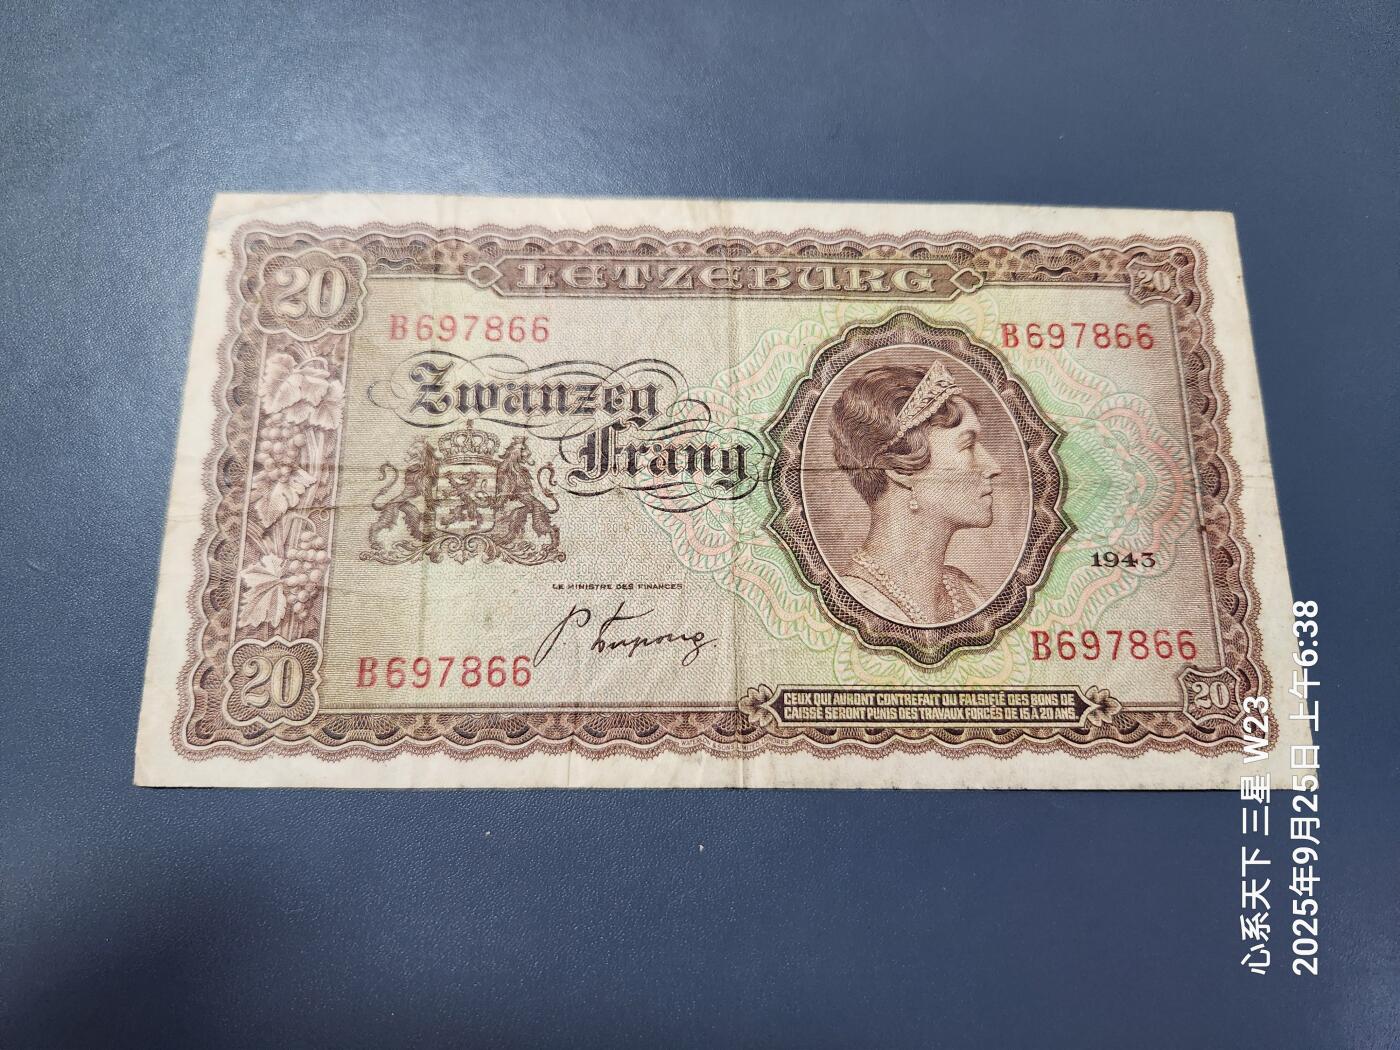 20
LETZEBURG
20
B697866
B697866
Zwanzeg
Frang
1943
LE MINISTRE DES FINANCES
P Dupong.
B697866
B697866
20
CEUX QUI AURONT CONTREFAIT OU FALSIFIÉ DES BONS DE
CAISSE SERONT PUNIS DES TRAVAUX FORCÉS DE 15 A 20 ANS.
20
心系天下 三星 W23
2025年9月25日 上午6:38